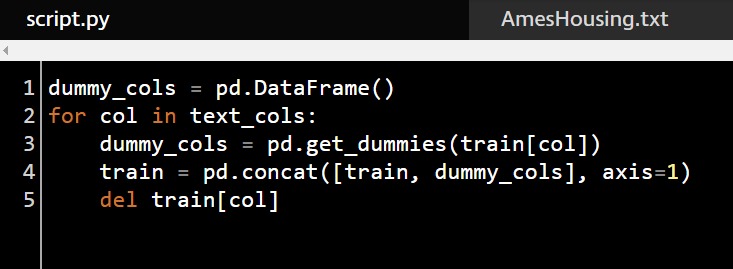 script.py AmesHousing.txt
1 dummy_cols = pd.DataFrame()
2 for col in text_cols:
3     dummy_cols = pd.get_dummies(train[col])
4     train = pd.concat([train, dummy_cols], axis=1)
5     del train[col]